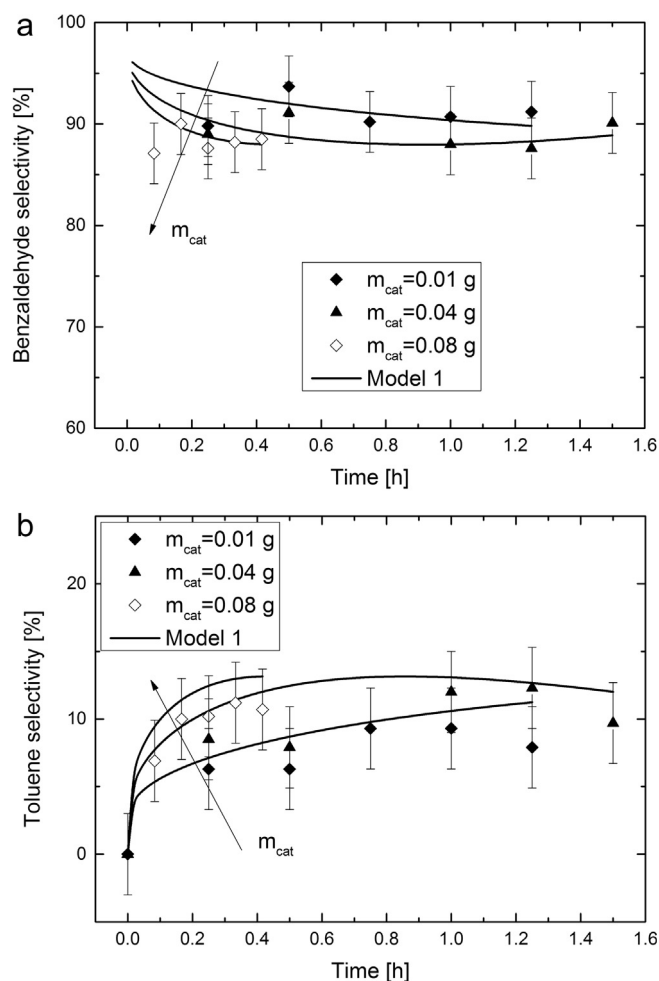 a
100
90
80
70
60
Benzaldehyde selectivity [%]
m_cat
m_cat=0.01 g
m_cat=0.04 g
m_cat=0.08 g
Model 1
0.0 0.2 0.4 0.6 0.8 1.0 1.2 1.4 1.6
Time [h]
b
m_cat=0.01 g
m_cat=0.04 g
m_cat=0.08 g
Model 1
20
10
0
Toluene selectivity [%]
m_cat
0.0 0.2 0.4 0.6 0.8 1.0 1.2 1.4 1.6
Time [h]